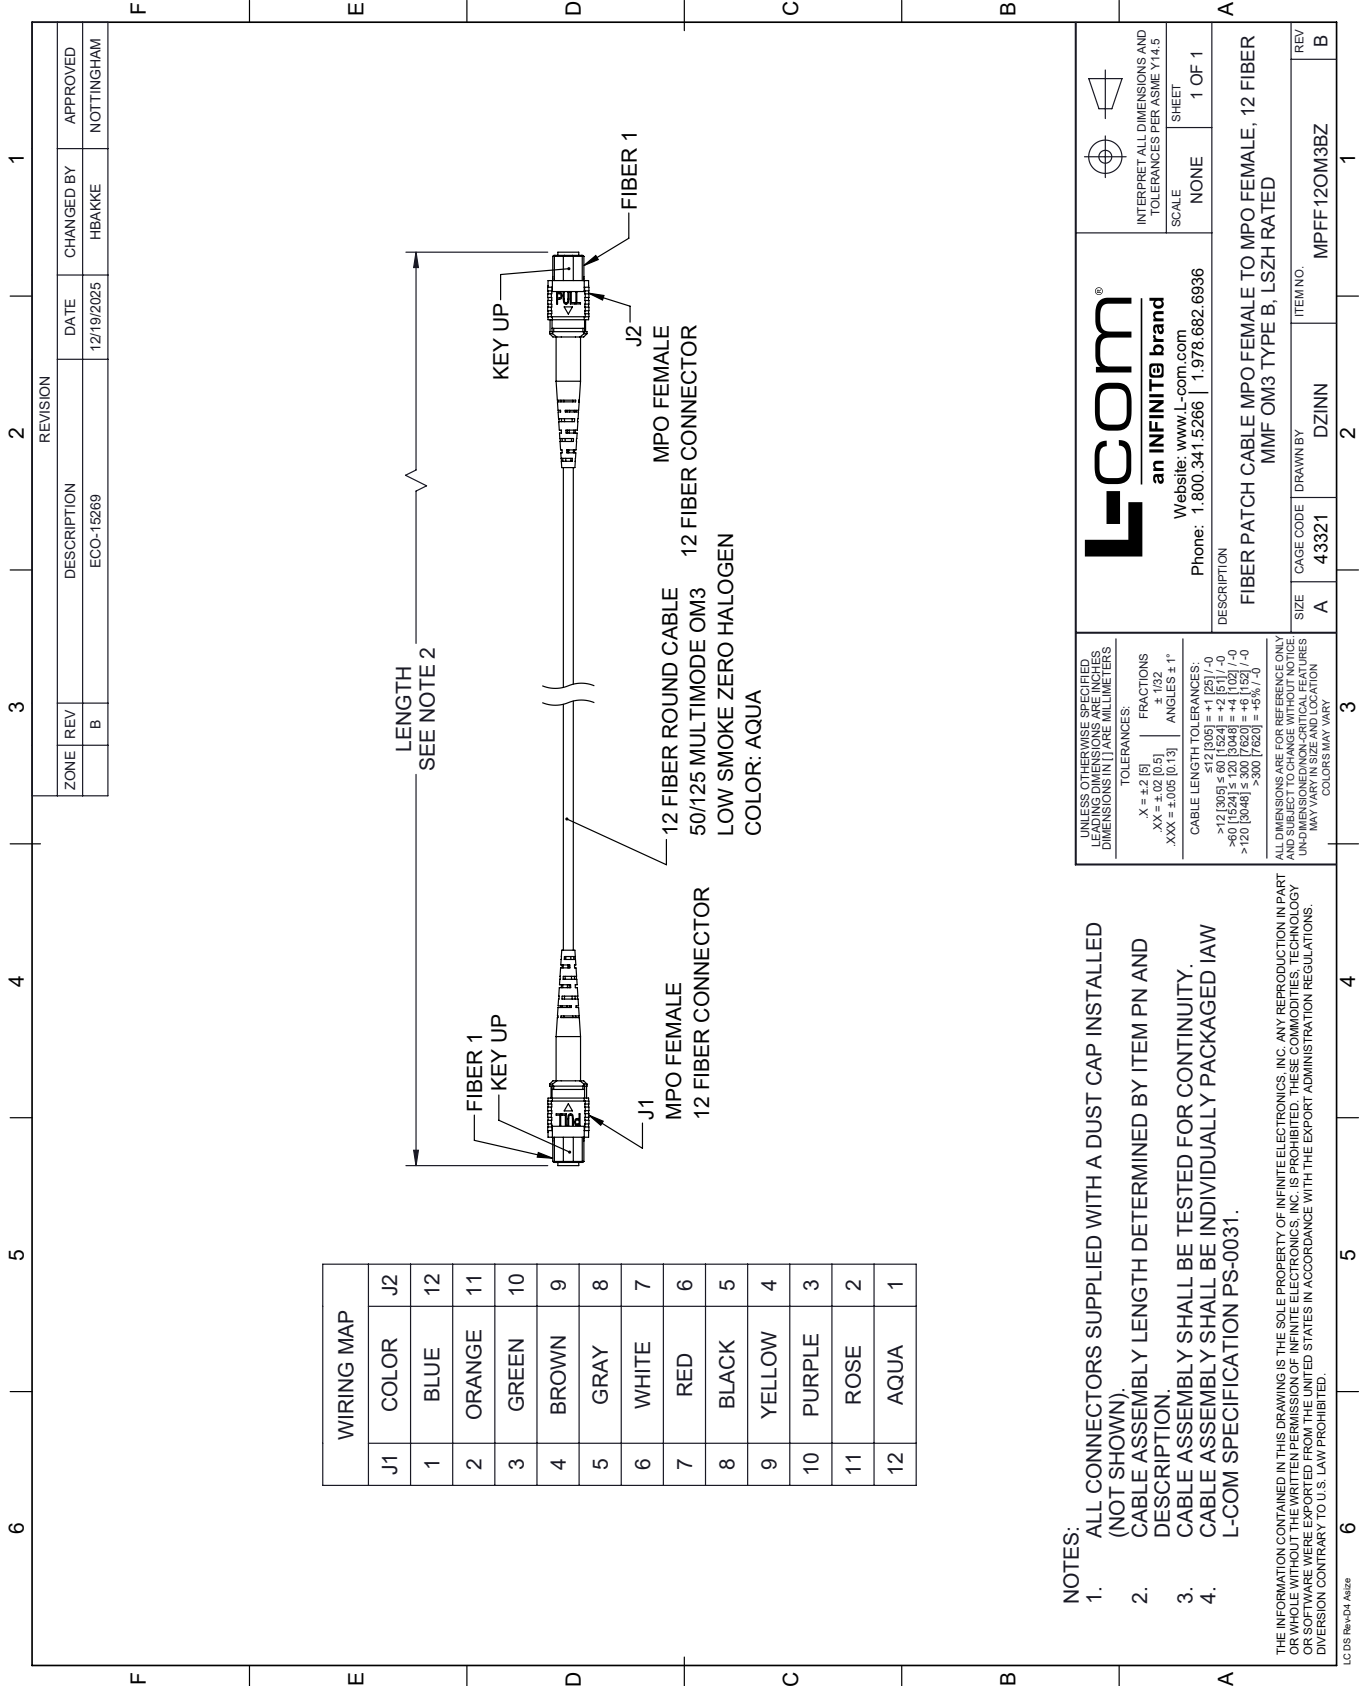 6
5
4
3
2
1
F
E
D
C
B
A
REVISION
ZONE
REV
DESCRIPTION
DATE
CHANGED BY
APPROVED
B
ECO-15269
12/19/2025
HBAKKE
NOTTINGHAM
WIRING MAP
J1 COLOR J2
1 BLUE 12
2 ORANGE 11
3 GREEN 10
4 BROWN 9
5 GRAY 8
6 WHITE 7
7 RED 6
8 BLACK 5
9 YELLOW 4
10 PURPLE 3
11 ROSE 2
12 AQUA 1
LENGTH
SEE NOTE 2
FIBER 1
KEY UP
PULL
J1
MPO FEMALE
12 FIBER CONNECTOR
12 FIBER ROUND CABLE
50/125 MULTIMODE OM3
LOW SMOKE ZERO HALOGEN
COLOR: AQUA
KEY UP
PULL
FIBER 1
J2
MPO FEMALE
12 FIBER CONNECTOR
NOTES:
1. ALL CONNECTORS SUPPLIED WITH A DUST CAP INSTALLED
(NOT SHOWN).
2. CABLE ASSEMBLY LENGTH DETERMINED BY ITEM PN AND
DESCRIPTION.
3. CABLE ASSEMBLY SHALL BE TESTED FOR CONTINUITY.
4. CABLE ASSEMBLY SHALL BE INDIVIDUALLY PACKAGED IAW
L-COM SPECIFICATION PS-0031.
THE INFORMATION CONTAINED IN THIS DRAWING IS THE SOLE PROPERTY OF INFINITE ELECTRONICS, INC. ANY REPRODUCTION IN PART
OR WHOLE WITHOUT THE WRITTEN PERMISSION OF INFINITE ELECTRONICS, INC. IS PROHIBITED. THESE COMMODITIES, TECHNOLOGY
OR SOFTWARE WERE EXPORTED FROM THE UNITED STATES IN ACCORDANCE WITH THE EXPORT ADMINISTRATION REGULATIONS.
DIVERSION CONTRARY TO U.S. LAW PROHIBITED.
UNLESS OTHERWISE SPECIFIED
LEADING DIMENSIONS ARE INCHES
DIMENSIONS IN [ ] ARE MILLIMETERS
TOLERANCES:
.X = ±.2 [5]
.XX = ±.02 [0.5]
.XXX = ±.005 [0.13]
FRACTIONS
± 1/32
ANGLES ± 1°
CABLE LENGTH TOLERANCES:
≤12 [305] = +1 [25] / -0
>12 [305] ≤ 60 [1524] = +2 [51] / -0
>60 [1524] ≤ 120 [3048] = +4 [102] / -0
>120 [3048] ≤ 300 [7620] = +6 [152] / -0
>300 [7620] = +5% / -0
ALL DIMENSIONS ARE FOR REFERENCE ONLY
AND SUBJECT TO CHANGE WITHOUT NOTICE.
UN-DIMENSIONED/NON-CRITICAL FEATURES
MAY VARY IN SIZE AND LOCATION
COLORS MAY VARY
L-com®
an INFINITE brand
Website: www.L-com.com
Phone: 1.800.341.5266 | 1.978.682.6936
INTERPRET ALL DIMENSIONS AND
TOLERANCES PER ASME Y14.5
SCALE
NONE
SHEET
1 OF 1
DESCRIPTION
FIBER PATCH CABLE MPO FEMALE TO MPO FEMALE, 12 FIBER
MMF OM3 TYPE B, LSZH RATED
SIZE
A
CAGE CODE
43321
DRAWN BY
DZINN
ITEM NO.
MPFF12OM3BZ
REV
B
F
E
D
C
B
A
6
5
4
3
2
1
LC DS Rev-D4 Asize